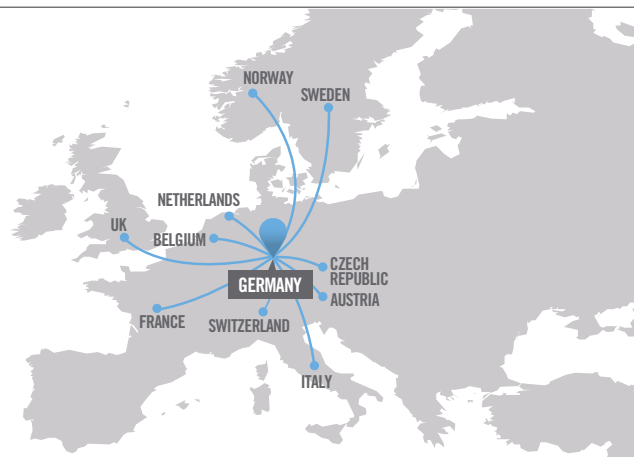 NORWAY
SWEDEN
NETHERLANDS
UK
BELGIUM
CZECH
REPUBLIC
GERMANY
AUSTRIA
FRANCE
SWITZERLAND
ITALY